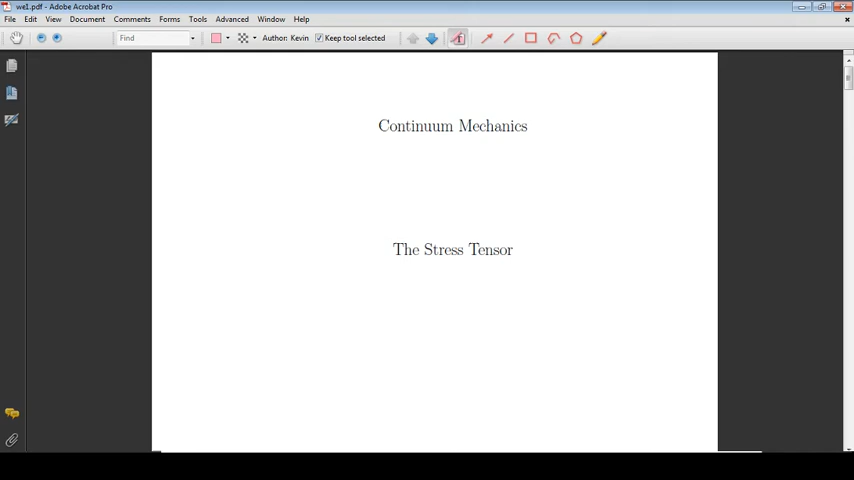 we1.pdf - Adobe Acrobat Pro
File Edit View Document Comments Forms Tools Advanced Window Help
Find Author: Kevin Keep tool selected
Continuum Mechanics
The Stress Tensor